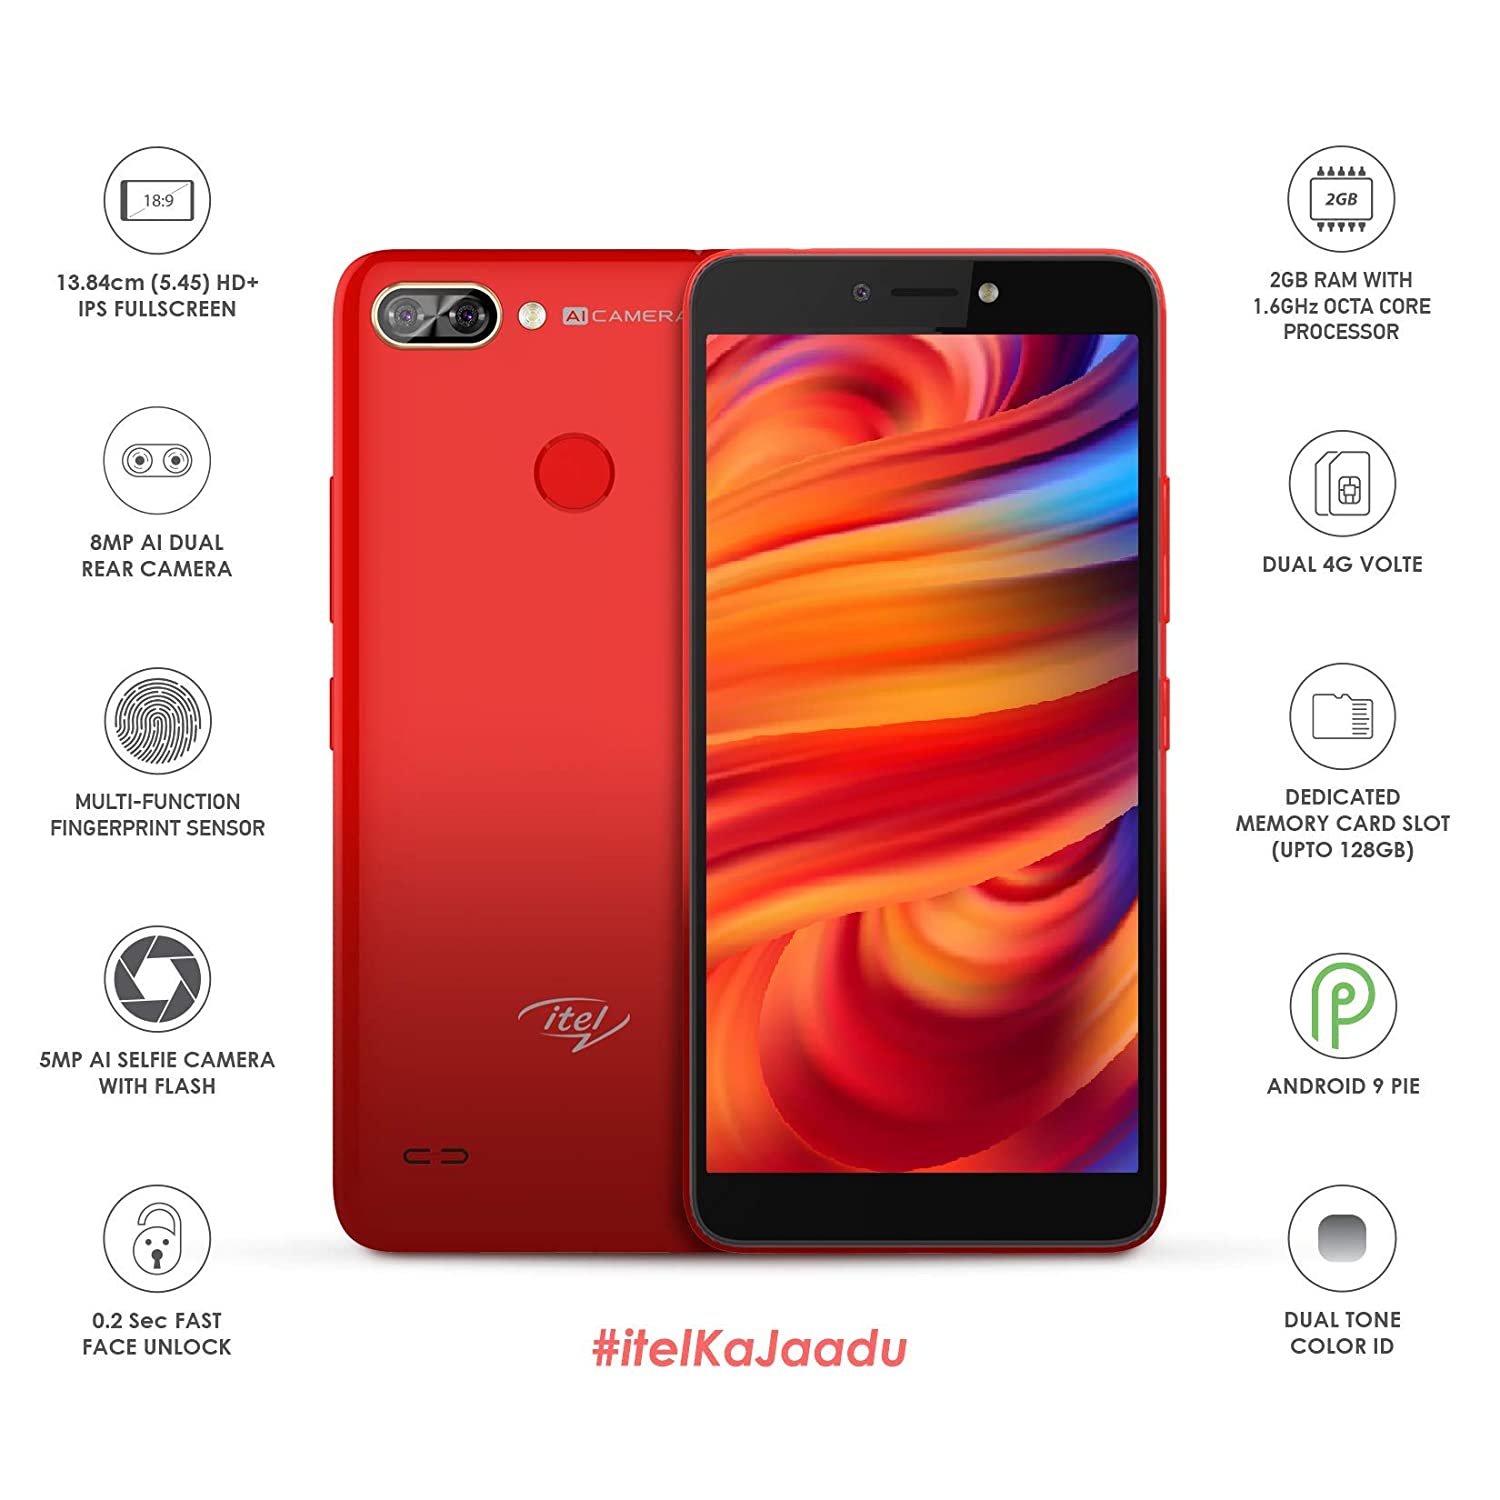 18:9
13.84cm (5.45) HD+
IPS FULLSCREEN
8MP AI DUAL
REAR CAMERA
MULTI-FUNCTION
FINGERPRINT SENSOR
5MP AI SELFIE CAMERA
WITH FLASH
0.2 Sec FAST
FACE UNLOCK
AI CAMERA
itel
#itelKaJaadu
2GB
2GB RAM WITH
1.6GHz OCTA CORE
PROCESSOR
DUAL 4G VOLTE
DEDICATED
MEMORY CARD SLOT
(UPTO 128GB)
ANDROID 9 PIE
DUAL TONE
COLOR ID